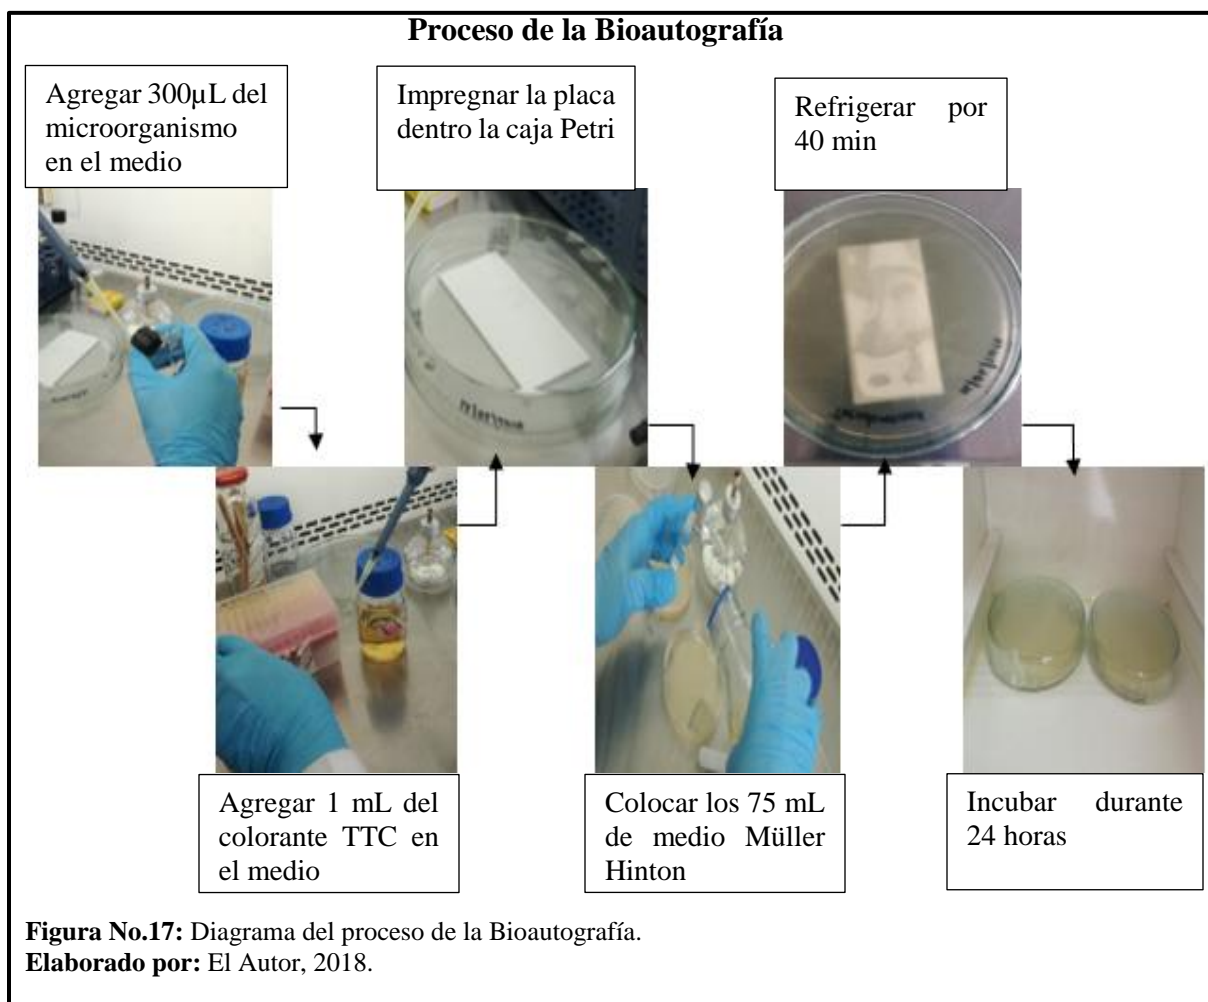 Proceso de la Bioautografía
Agregar 300µL del
microorganismo
en el medio
Impregnar la placa
dentro la caja Petri
Refrigerar por
40 min
Agregar 1 mL del
colorante TTC en
el medio
Colocar los 75 mL
de medio Müller
Hinton
Incubar durante
24 horas
Figura No.17: Diagrama del proceso de la Bioautografía.
Elaborado por: El Autor, 2018.